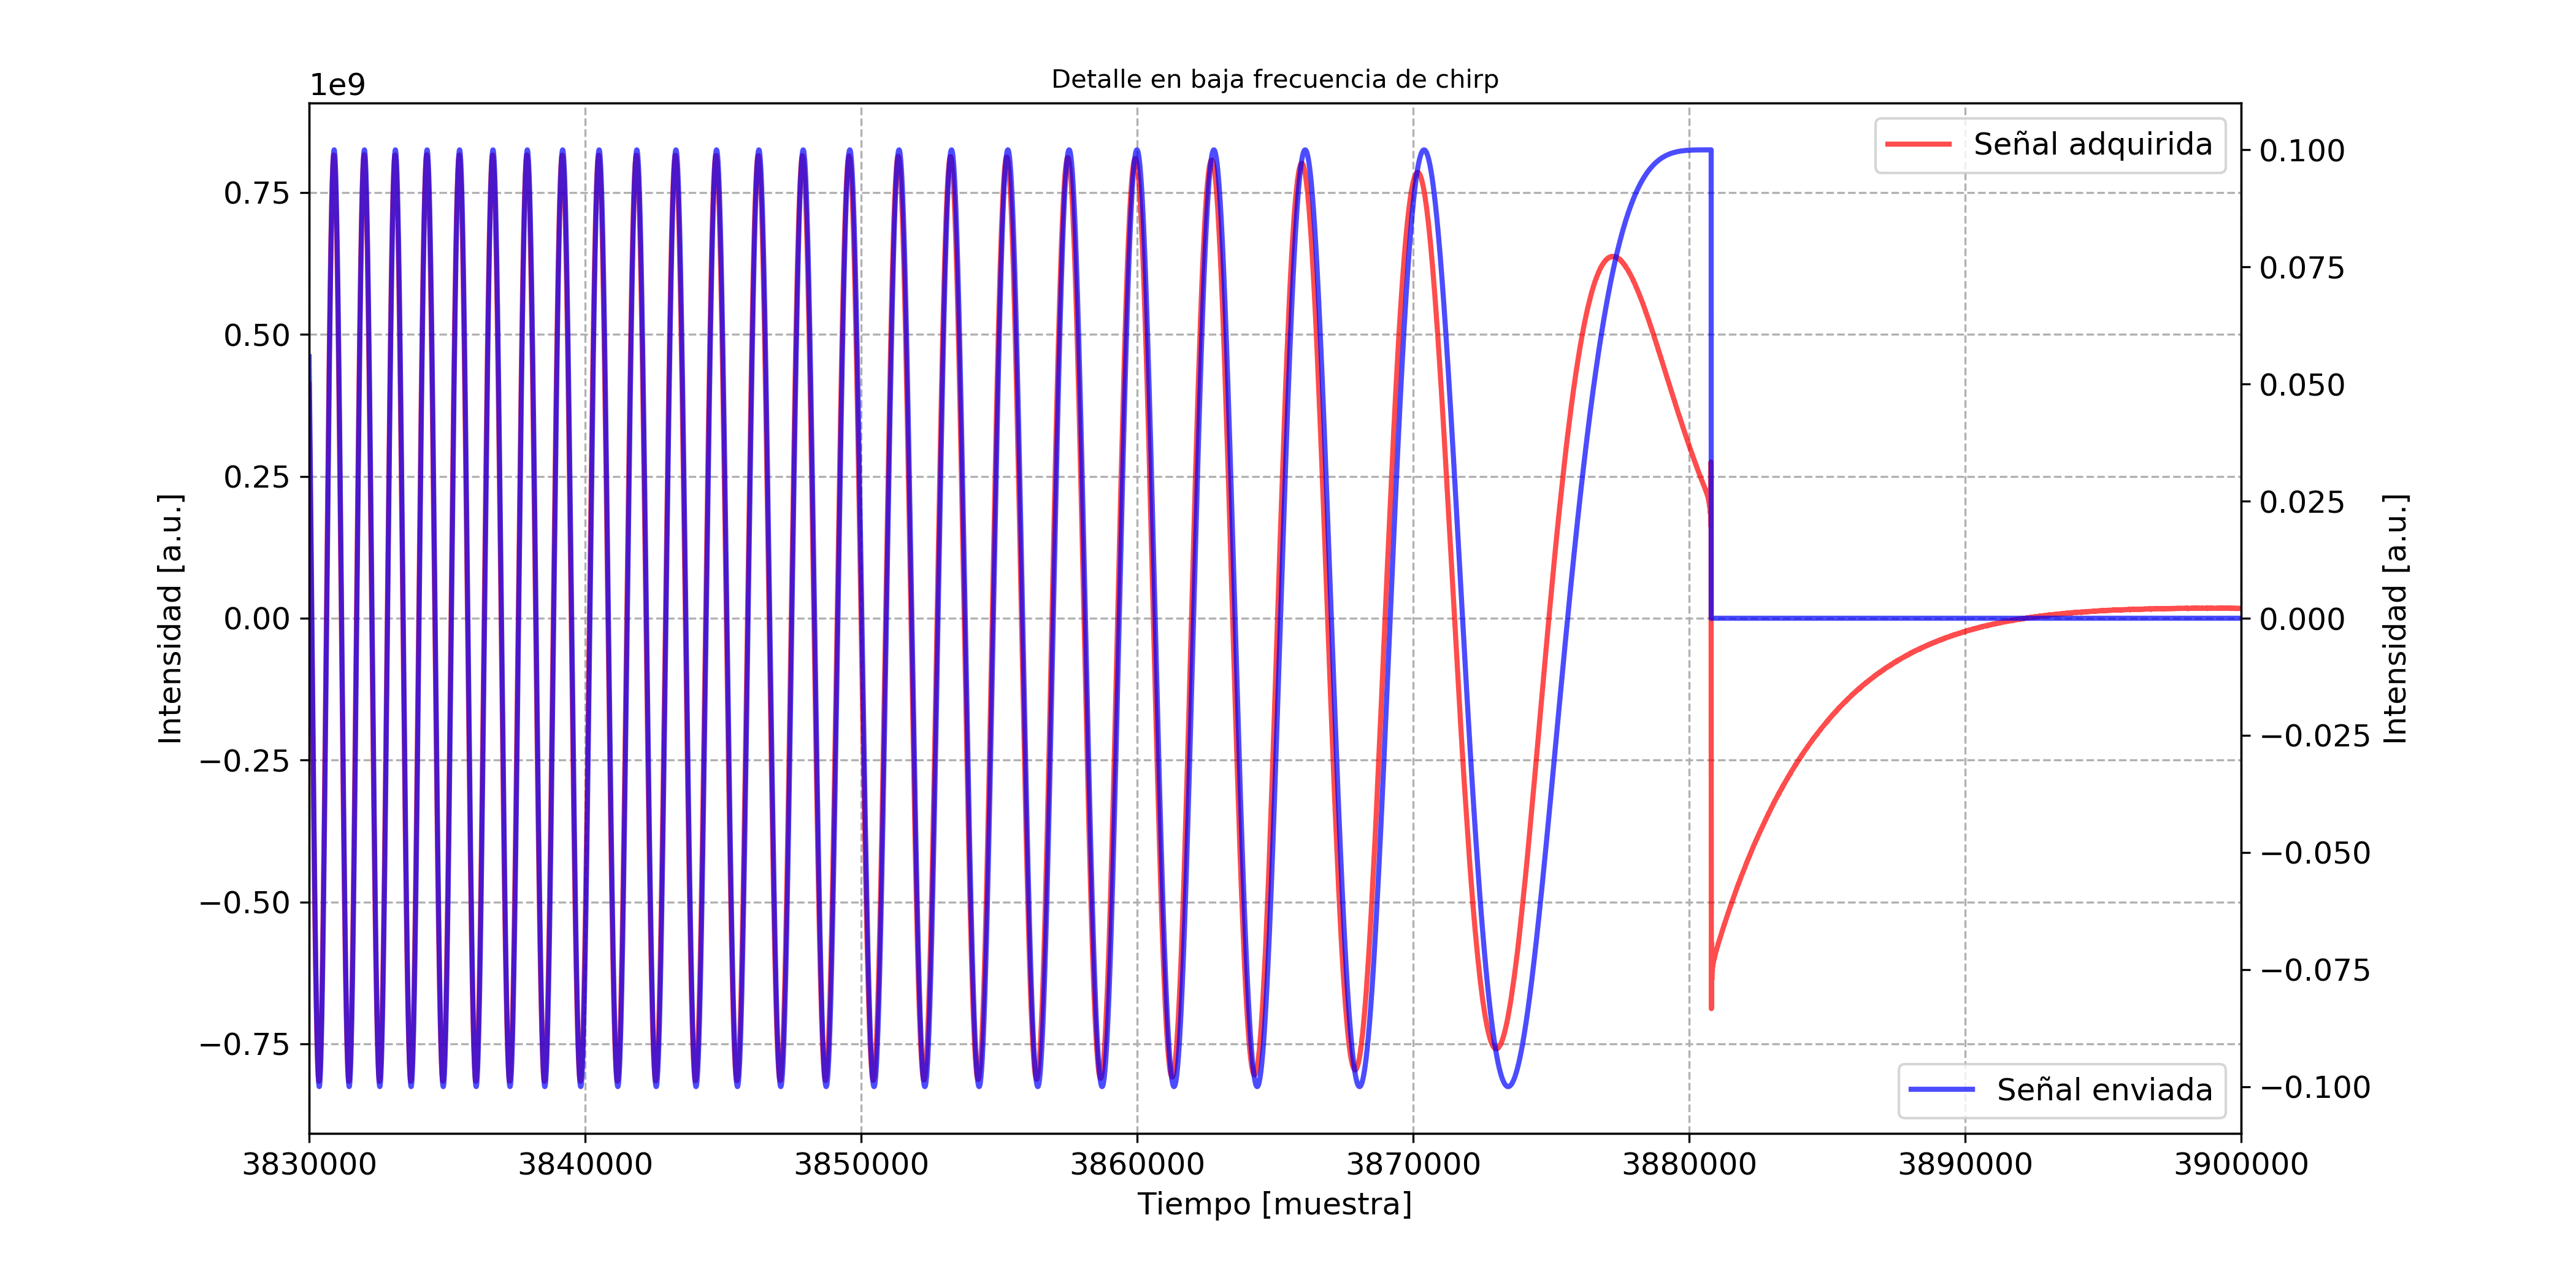 Detalle en baja frecuencia de chirp
1e9
Señal adquirida
0.75
0.50
0.25
0.00
−0.25
−0.50
−0.75
Intensidad [a.u.]
0.100
0.075
0.050
0.025
0.000
−0.025
−0.050
−0.075
−0.100
Intensidad [a.u.]
Señal enviada
3830000 3840000 3850000 3860000 3870000 3880000 3890000 3900000
Tiempo [muestra]